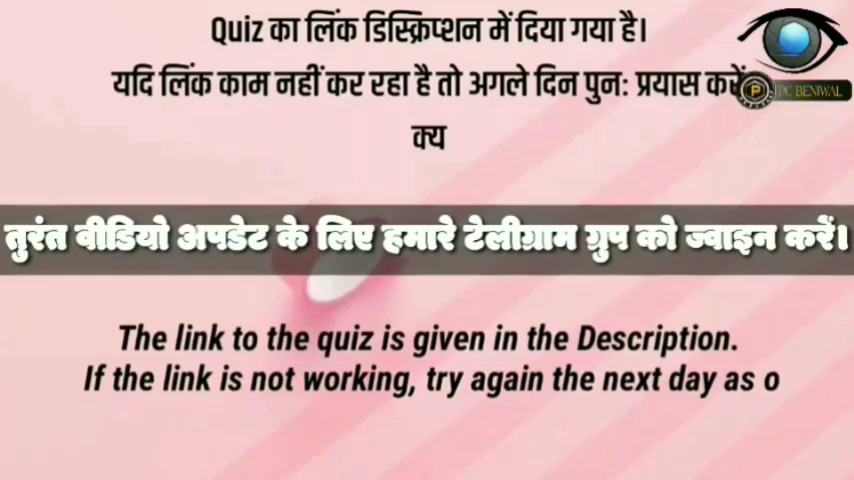 Quiz का लिंक डिस्क्रिप्शन में दिया गया है।
यदि लिंक काम नहीं कर रहा है तो अगले दिन पुनः प्रयास करें
P PC BENIWAL
क्य
तुरंत वीडियो अपडेट के लिए हमारे टेलीग्राम ग्रुप को ज्वाइन करें।
The link to the quiz is given in the Description.
If the link is not working, try again the next day as o